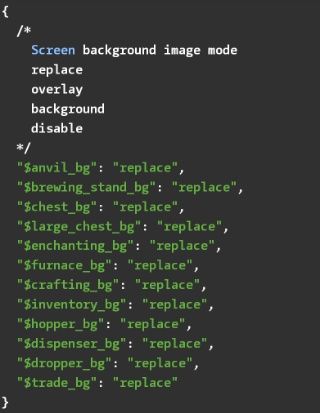 {
  /*
    Screen background image mode
    replace
    overlay
    background
    disable
  */
  "$anvil_bg": "replace",
  "$brewing_stand_bg": "replace",
  "$chest_bg": "replace",
  "$large_chest_bg": "replace",
  "$enchanting_bg": "replace",
  "$furnace_bg": "replace",
  "$crafting_bg": "replace",
  "$inventory_bg": "replace",
  "$hopper_bg": "replace",
  "$dispenser_bg": "replace",
  "$dropper_bg": "replace",
  "$trade_bg": "replace"
}